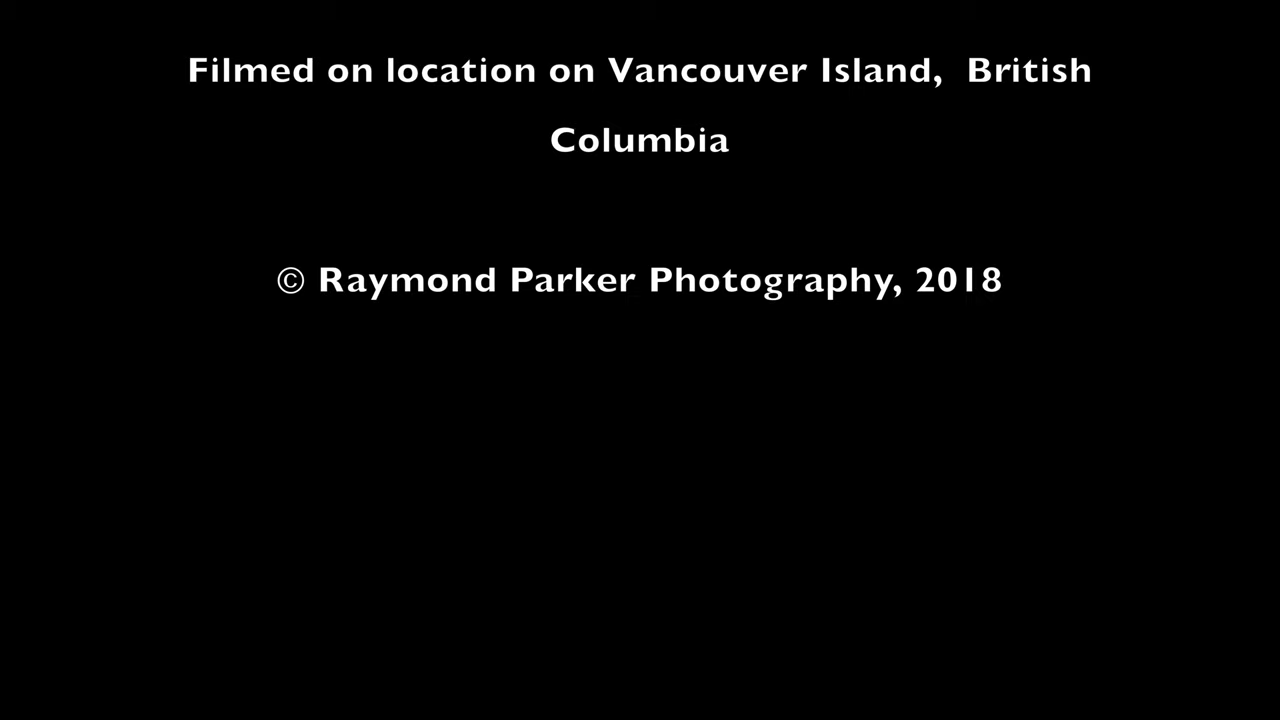 Filmed on location on Vancouver Island,  British
Columbia
© Raymond Parker Photography, 2018